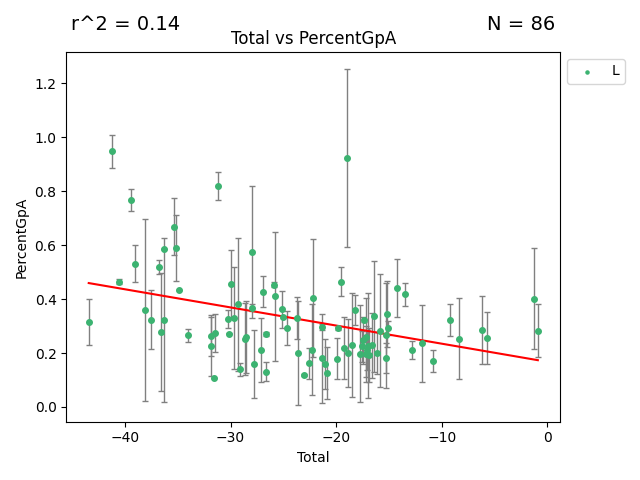 r^2 = 0.14
N = 86
Total vs PercentGpA
L
1.2
1.0
0.8
0.6
0.4
0.2
0.0
PercentGpA
−40
−30
−20
−10
0
Total